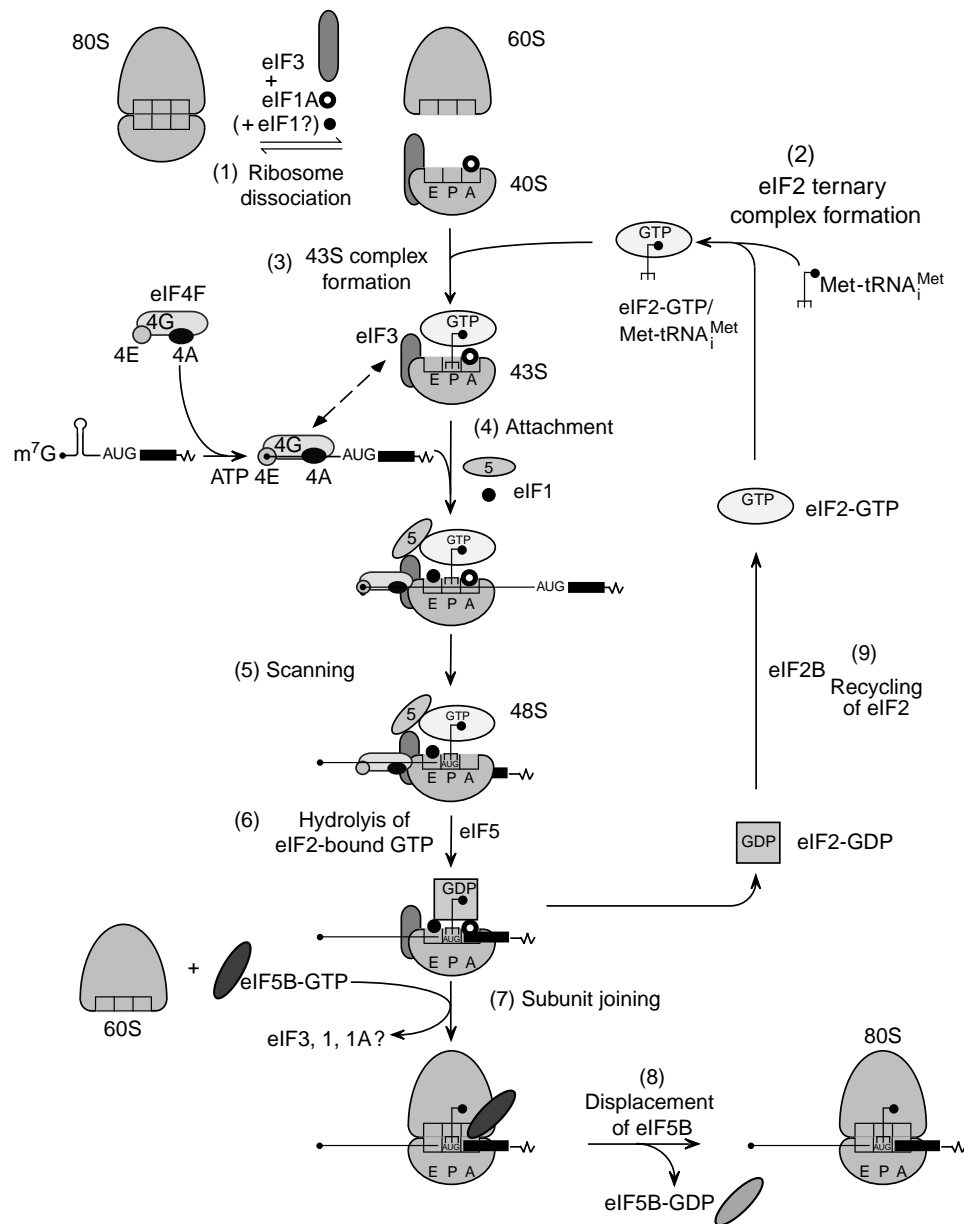 80S
60S
eIF3
+
eIF1A
(+ eIF1?)
(1) Ribosome
dissociation
E P A
40S
(2)
eIF2 ternary
complex formation
GTP
Met-tRNAiMet
eIF2-GTP/
Met-tRNAiMet
(3) 43S complex
formation
eIF4F
4G
4E 4A
eIF3
GTP
E P A
43S
(4) Attachment
m7G
AUG
ATP
4G
4E 4A
AUG
5
eIF1
GTP
eIF2-GTP
5
GTP
E P A
AUG
(5) Scanning
eIF2B
(9)
Recycling
of eIF2
5
GTP
48S
AUG
E P A
(6) Hydrolyis of
eIF2-bound GTP
eIF5
GDP
eIF2-GDP
GDP
AUG
E P A
60S
+
eIF5B-GTP
(7) Subunit joining
eIF3, 1, 1A?
AUG
E P A
(8)
Displacement
of eIF5B
eIF5B-GDP
80S
AUG
E P A